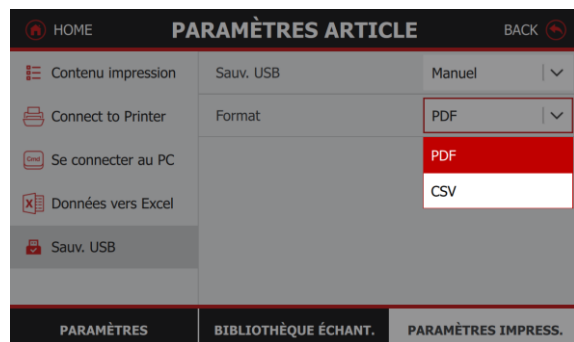 HOME PARAMÈTRES ARTICLE BACK
Contenu impression Sauv. USB Manuel
Connect to Printer Format PDF
PDF
Cmd Se connecter au PC
CSV
Données vers Excel
Sauv. USB
PARAMÈTRES BIBLIOTHÈQUE ÉCHANT. PARAMÈTRES IMPRESS.